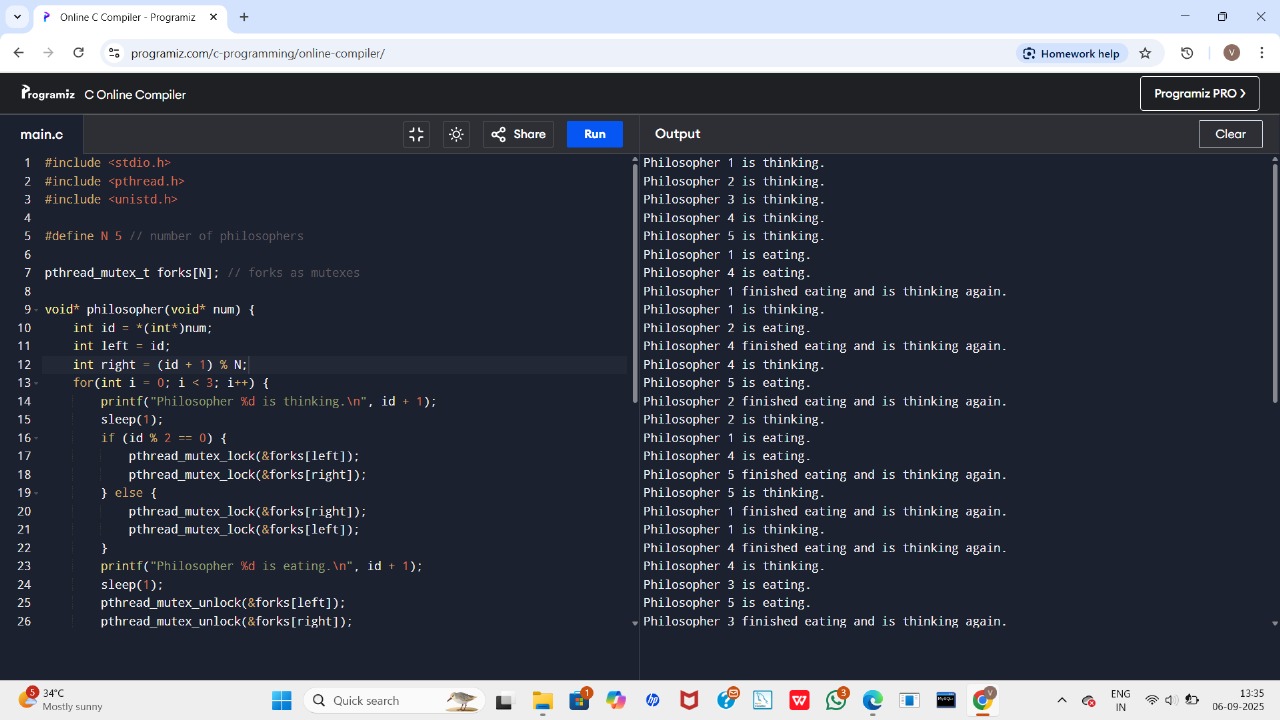 Online C Compiler - Programiz
programiz.com/c-programming/online-compiler/
Homework help
V
Programiz C Online Compiler
Programiz PRO >
main.c
Share
Run
Output
Clear
1 #include <stdio.h>
2 #include <pthread.h>
3 #include <unistd.h>
4
5 #define N 5 // number of philosophers
6
7 pthread_mutex_t forks[N]; // forks as mutexes
8
9 void* philosopher(void* num) {
10 int id = *(int*)num;
11 int left = id;
12 int right = (id + 1) % N;
13 for(int i = 0; i < 3; i++) {
14 printf("Philosopher %d is thinking.\n", id + 1);
15 sleep(1);
16 if (id % 2 == 0) {
17 pthread_mutex_lock(&forks[left]);
18 pthread_mutex_lock(&forks[right]);
19 } else {
20 pthread_mutex_lock(&forks[right]);
21 pthread_mutex_lock(&forks[left]);
22 }
23 printf("Philosopher %d is eating.\n", id + 1);
24 sleep(1);
25 pthread_mutex_unlock(&forks[left]);
26 pthread_mutex_unlock(&forks[right]);
Philosopher 1 is thinking.
Philosopher 2 is thinking.
Philosopher 3 is thinking.
Philosopher 4 is thinking.
Philosopher 5 is thinking.
Philosopher 1 is eating.
Philosopher 4 is eating.
Philosopher 1 finished eating and is thinking again.
Philosopher 1 is thinking.
Philosopher 2 is eating.
Philosopher 4 finished eating and is thinking again.
Philosopher 4 is thinking.
Philosopher 5 is eating.
Philosopher 2 finished eating and is thinking again.
Philosopher 2 is thinking.
Philosopher 1 is eating.
Philosopher 4 is eating.
Philosopher 5 finished eating and is thinking again.
Philosopher 5 is thinking.
Philosopher 1 finished eating and is thinking again.
Philosopher 1 is thinking.
Philosopher 4 finished eating and is thinking again.
Philosopher 4 is thinking.
Philosopher 3 is eating.
Philosopher 5 is eating.
Philosopher 3 finished eating and is thinking again.
5
34°C
Mostly sunny
Quick search
1
hp
W
3
V
ENG
IN
13:35
06-09-2025